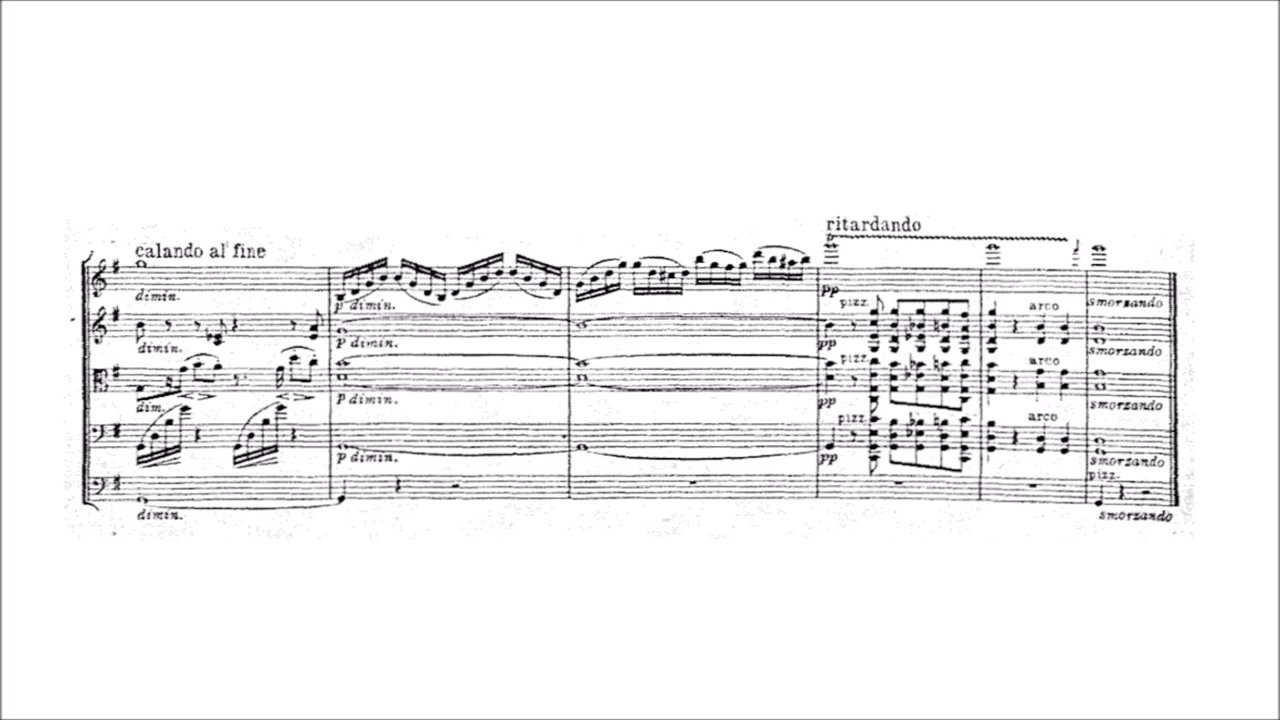 ritardando
calando al fine
dimin.
p dimin.
pp
pizz.
arco
smorzando
dimin.
p dimin.
pp
pizz.
arco
smorzando
dim.
p dimin.
pp
pizz.
arco
smorzando
p dimin.
pp
smorzando
pizz.
dimin.
smorzando